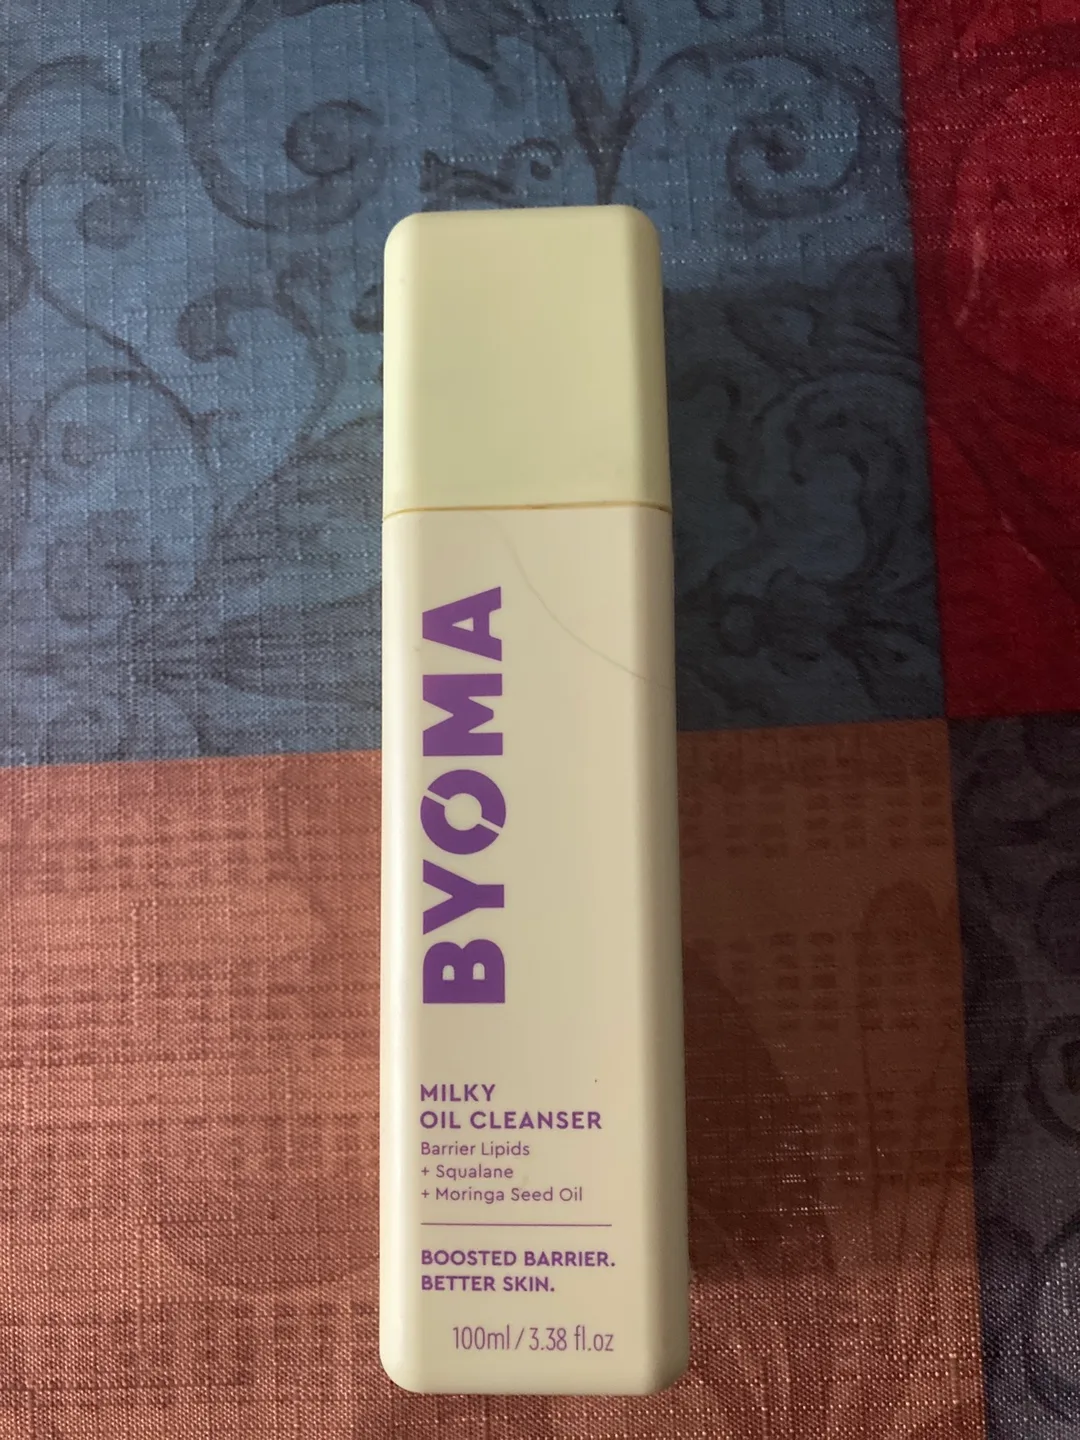 BYOMA
MILKY
OIL CLEANSER
Barrier Lipids
+ Squalane
+ Moringa Seed Oil
BOOSTED BARRIER.
BETTER SKIN.
100ml / 3.38 fl.oz